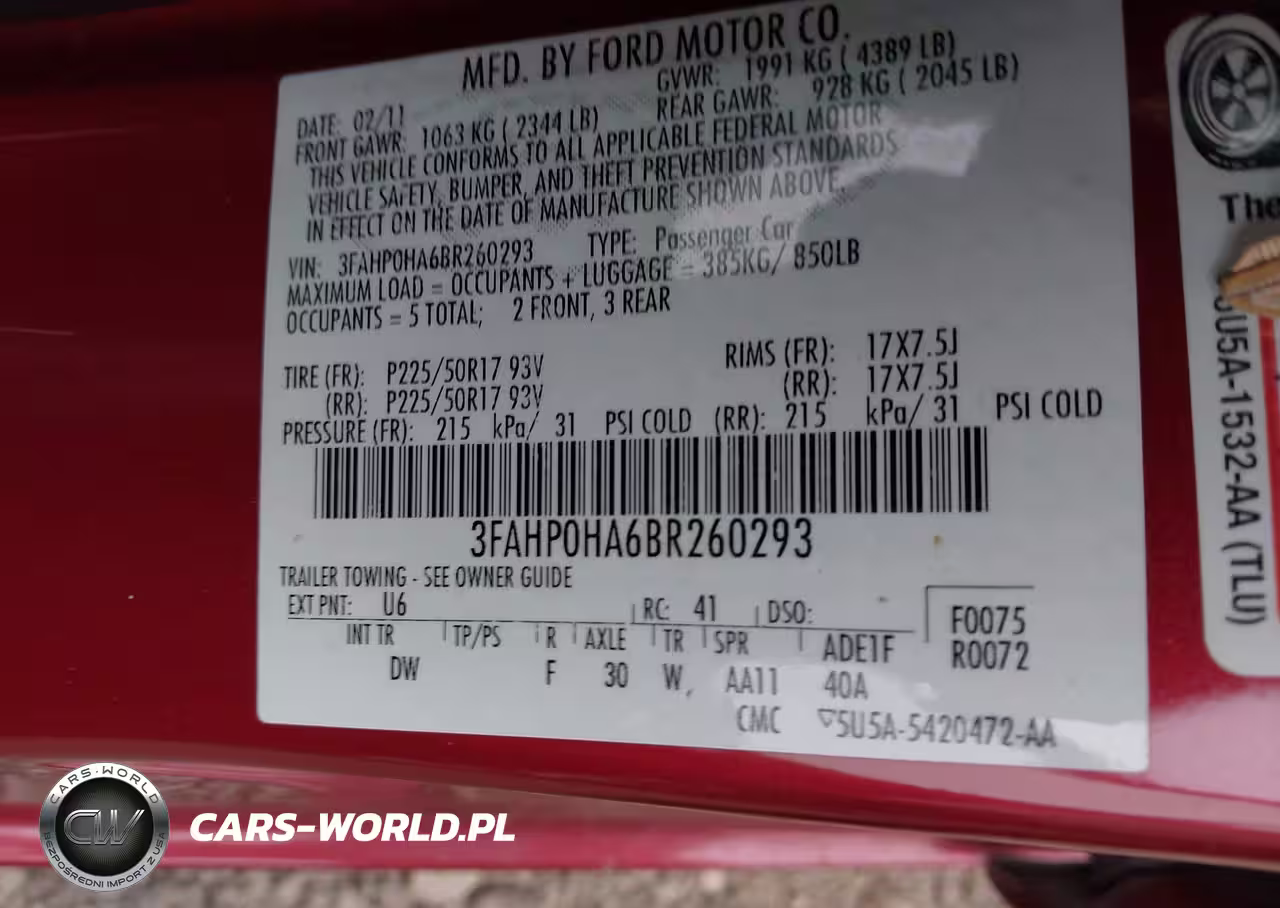 MFD. BY FORD MOTOR CO.
DATE: 02/11 GVWR: 1991 KG ( 4389 LB)
FRONT GAWR: 1063 KG ( 2344 LB) REAR GAWR: 928 KG ( 2045 LB)
THIS VEHICLE CONFORMS TO ALL APPLICABLE FEDERAL MOTOR
VEHICLE SAFETY, BUMPER, AND THEFT PREVENTION STANDARDS
IN EFFECT ON THE DATE OF MANUFACTURE SHOWN ABOVE.
VIN: 3FAHP0HA6BR260293 TYPE: Passenger Car
MAXIMUM LOAD = OCCUPANTS + LUGGAGE = 385KG/ 850LB
OCCUPANTS = 5 TOTAL; 2 FRONT, 3 REAR
TIRE (FR): P225/50R17 93V RIMS (FR): 17X7.5J
(RR): P225/50R17 93V (RR): 17X7.5J
PRESSURE (FR): 215 kPa/ 31 PSI COLD (RR): 215 kPa/ 31 PSI COLD
3FAHP0HA6BR260293
TRAILER TOWING - SEE OWNER GUIDE
EXT PNT: U6 RC: 41 DSO: F0075
INT TR TP/PS R AXLE TR SPR ADE1F R0072
DW F 30 W, AA11 40A
CMC ▽5U5A-5420472-AA
The
5U5A-1532-AA (TLU)
CARS-WORLD
CW
BEZPOŚREDNI IMPORT Z USA
CARS-WORLD.PL